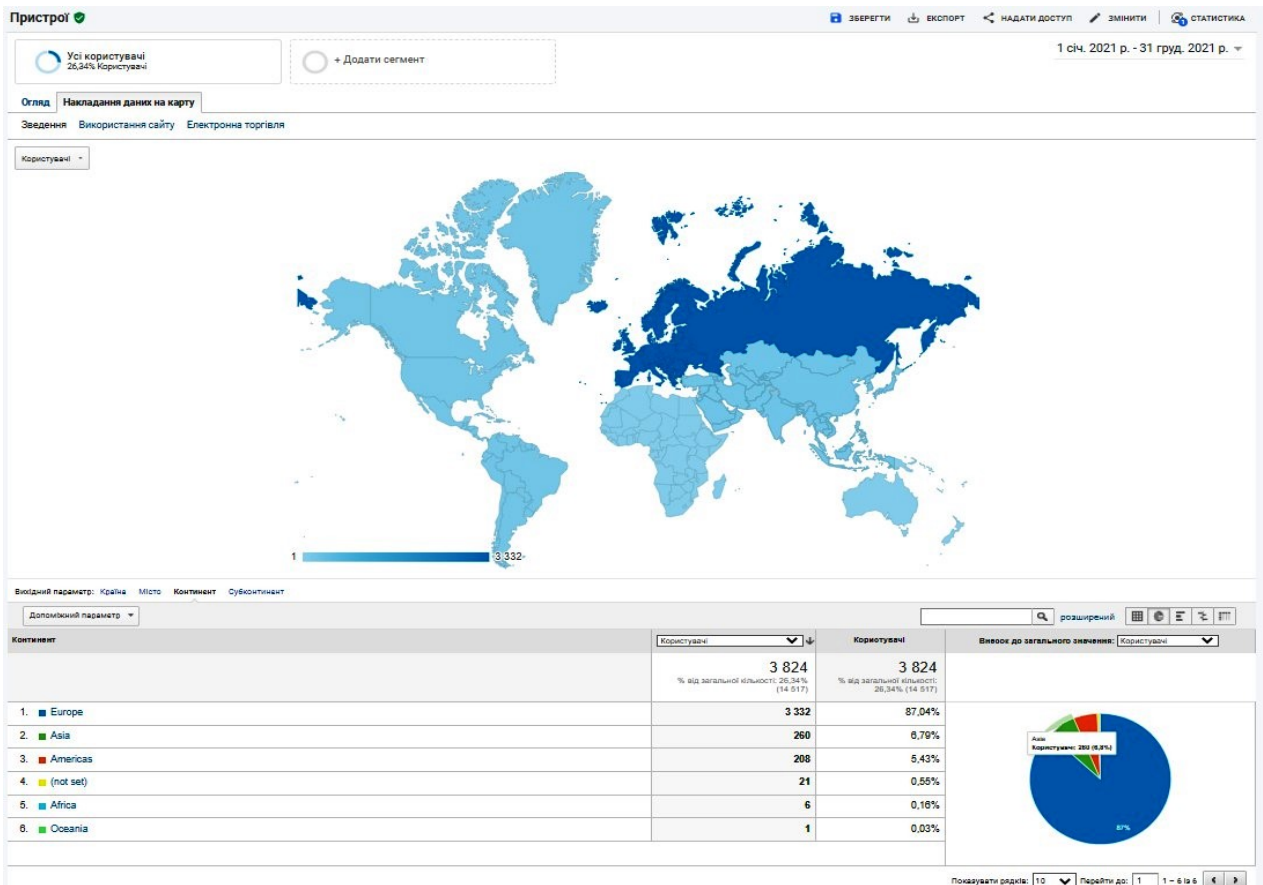 Пристрої
ЗБЕРЕГТИ ЕКСПОРТ НАДАТИ ДОСТУП ЗМІНИТИ СТАТИСТИКА
Усі користувачі
26,34% Користувачі
+ Додати сегмент
1 січ. 2021 р. - 31 груд. 2021 р.
Огляд Накладання даних на карту
Зведення Використання сайту Електронна торгівля
Користувачі
1 3 332
Вихідний параметр: Країна Місто Континент Субконтинент
Допоміжний параметр розширений
Континент Користувачі Користувачі Внесок до загального значення: Користувачі
3 824 3 824
% від загальної кількості: 26,34% (14 517) % від загальної кількості: 26,34% (14 517)
1. Europe 3 332 87,04%
2. Asia 260 6,79%
3. Americas 208 5,43%
4. (not set) 21 0,55%
5. Africa 6 0,16%
6. Oceania 1 0,03%
Asia
Користувачі: 260 (6,8%)
87%
Показувати рядків: 10 Перейти до: 1 1 – 6 із 6